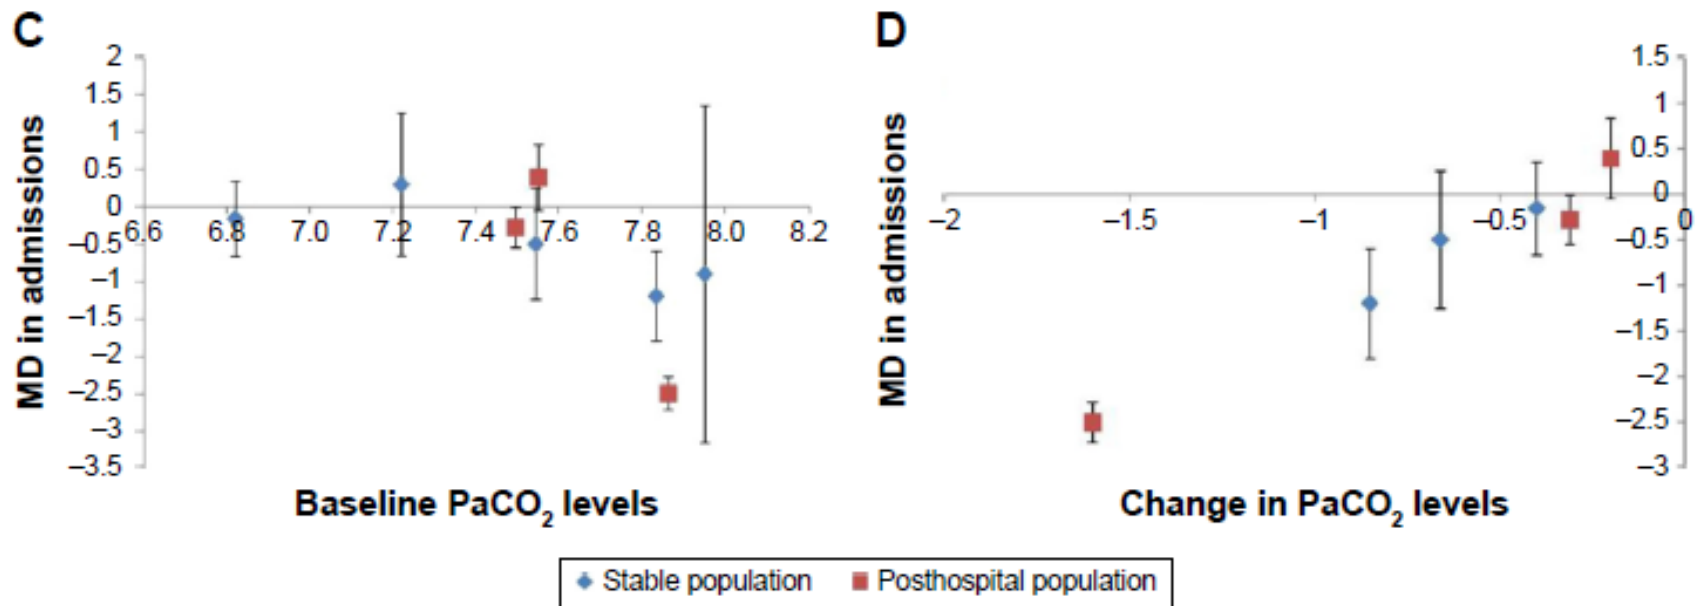 C
MD in admissions
2
1.5
1
0.5
0
–0.5
–1
–1.5
–2
–2.5
–3
–3.5
6.6 6.8 7.0 7.2 7.4 7.6 7.8 8.0 8.2
Baseline PaCO2 levels
D
MD in admissions
1.5
1
0.5
0
–0.5
–1
–1.5
–2
–2.5
–3
–2 –1.5 –1 –0.5 0
Change in PaCO2 levels
Stable population Posthospital population